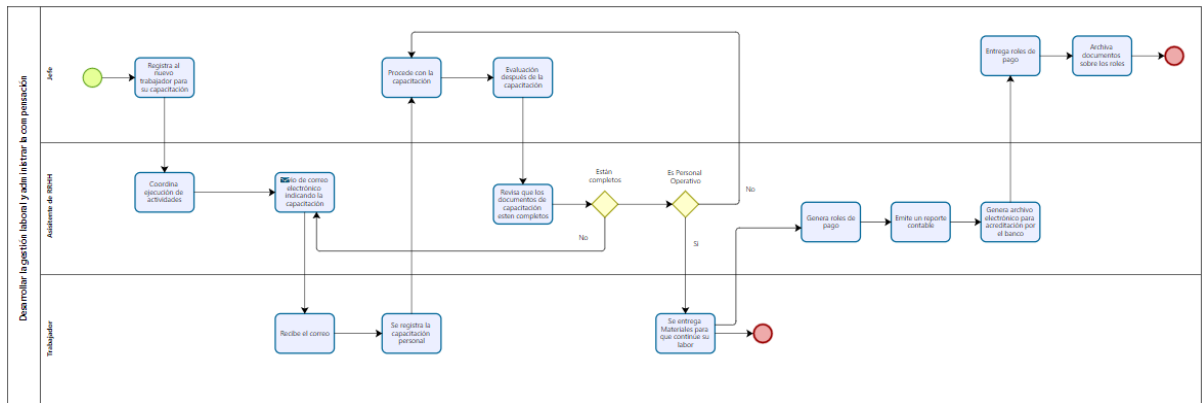 Desarrollar la gestión laboral y administrar la compensación
Jefe
Registra al
nuevo
trabajador para
su capacitación
Procede con la
capacitación
Evaluación
después de la
capacitación
Entrega roles de
pago
Archiva
documentos
sobre los roles
Asistente de RRHH
Coordina
ejecución de
actividades
de correo
electrónico
indicando la
capacitación
Revisa que los
documentos de
capacitación
esten completos
Están
completos
No
Es Personal
Operativo
No
Si
Genera roles de
pago
Emite un reporte
contable
Genera archivo
electrónico para
acreditación por
el banco
Trabajador
Recibe el correo
Se registra la
capacitación
personal
Se entrega
Materiales para
que continúe su
labor